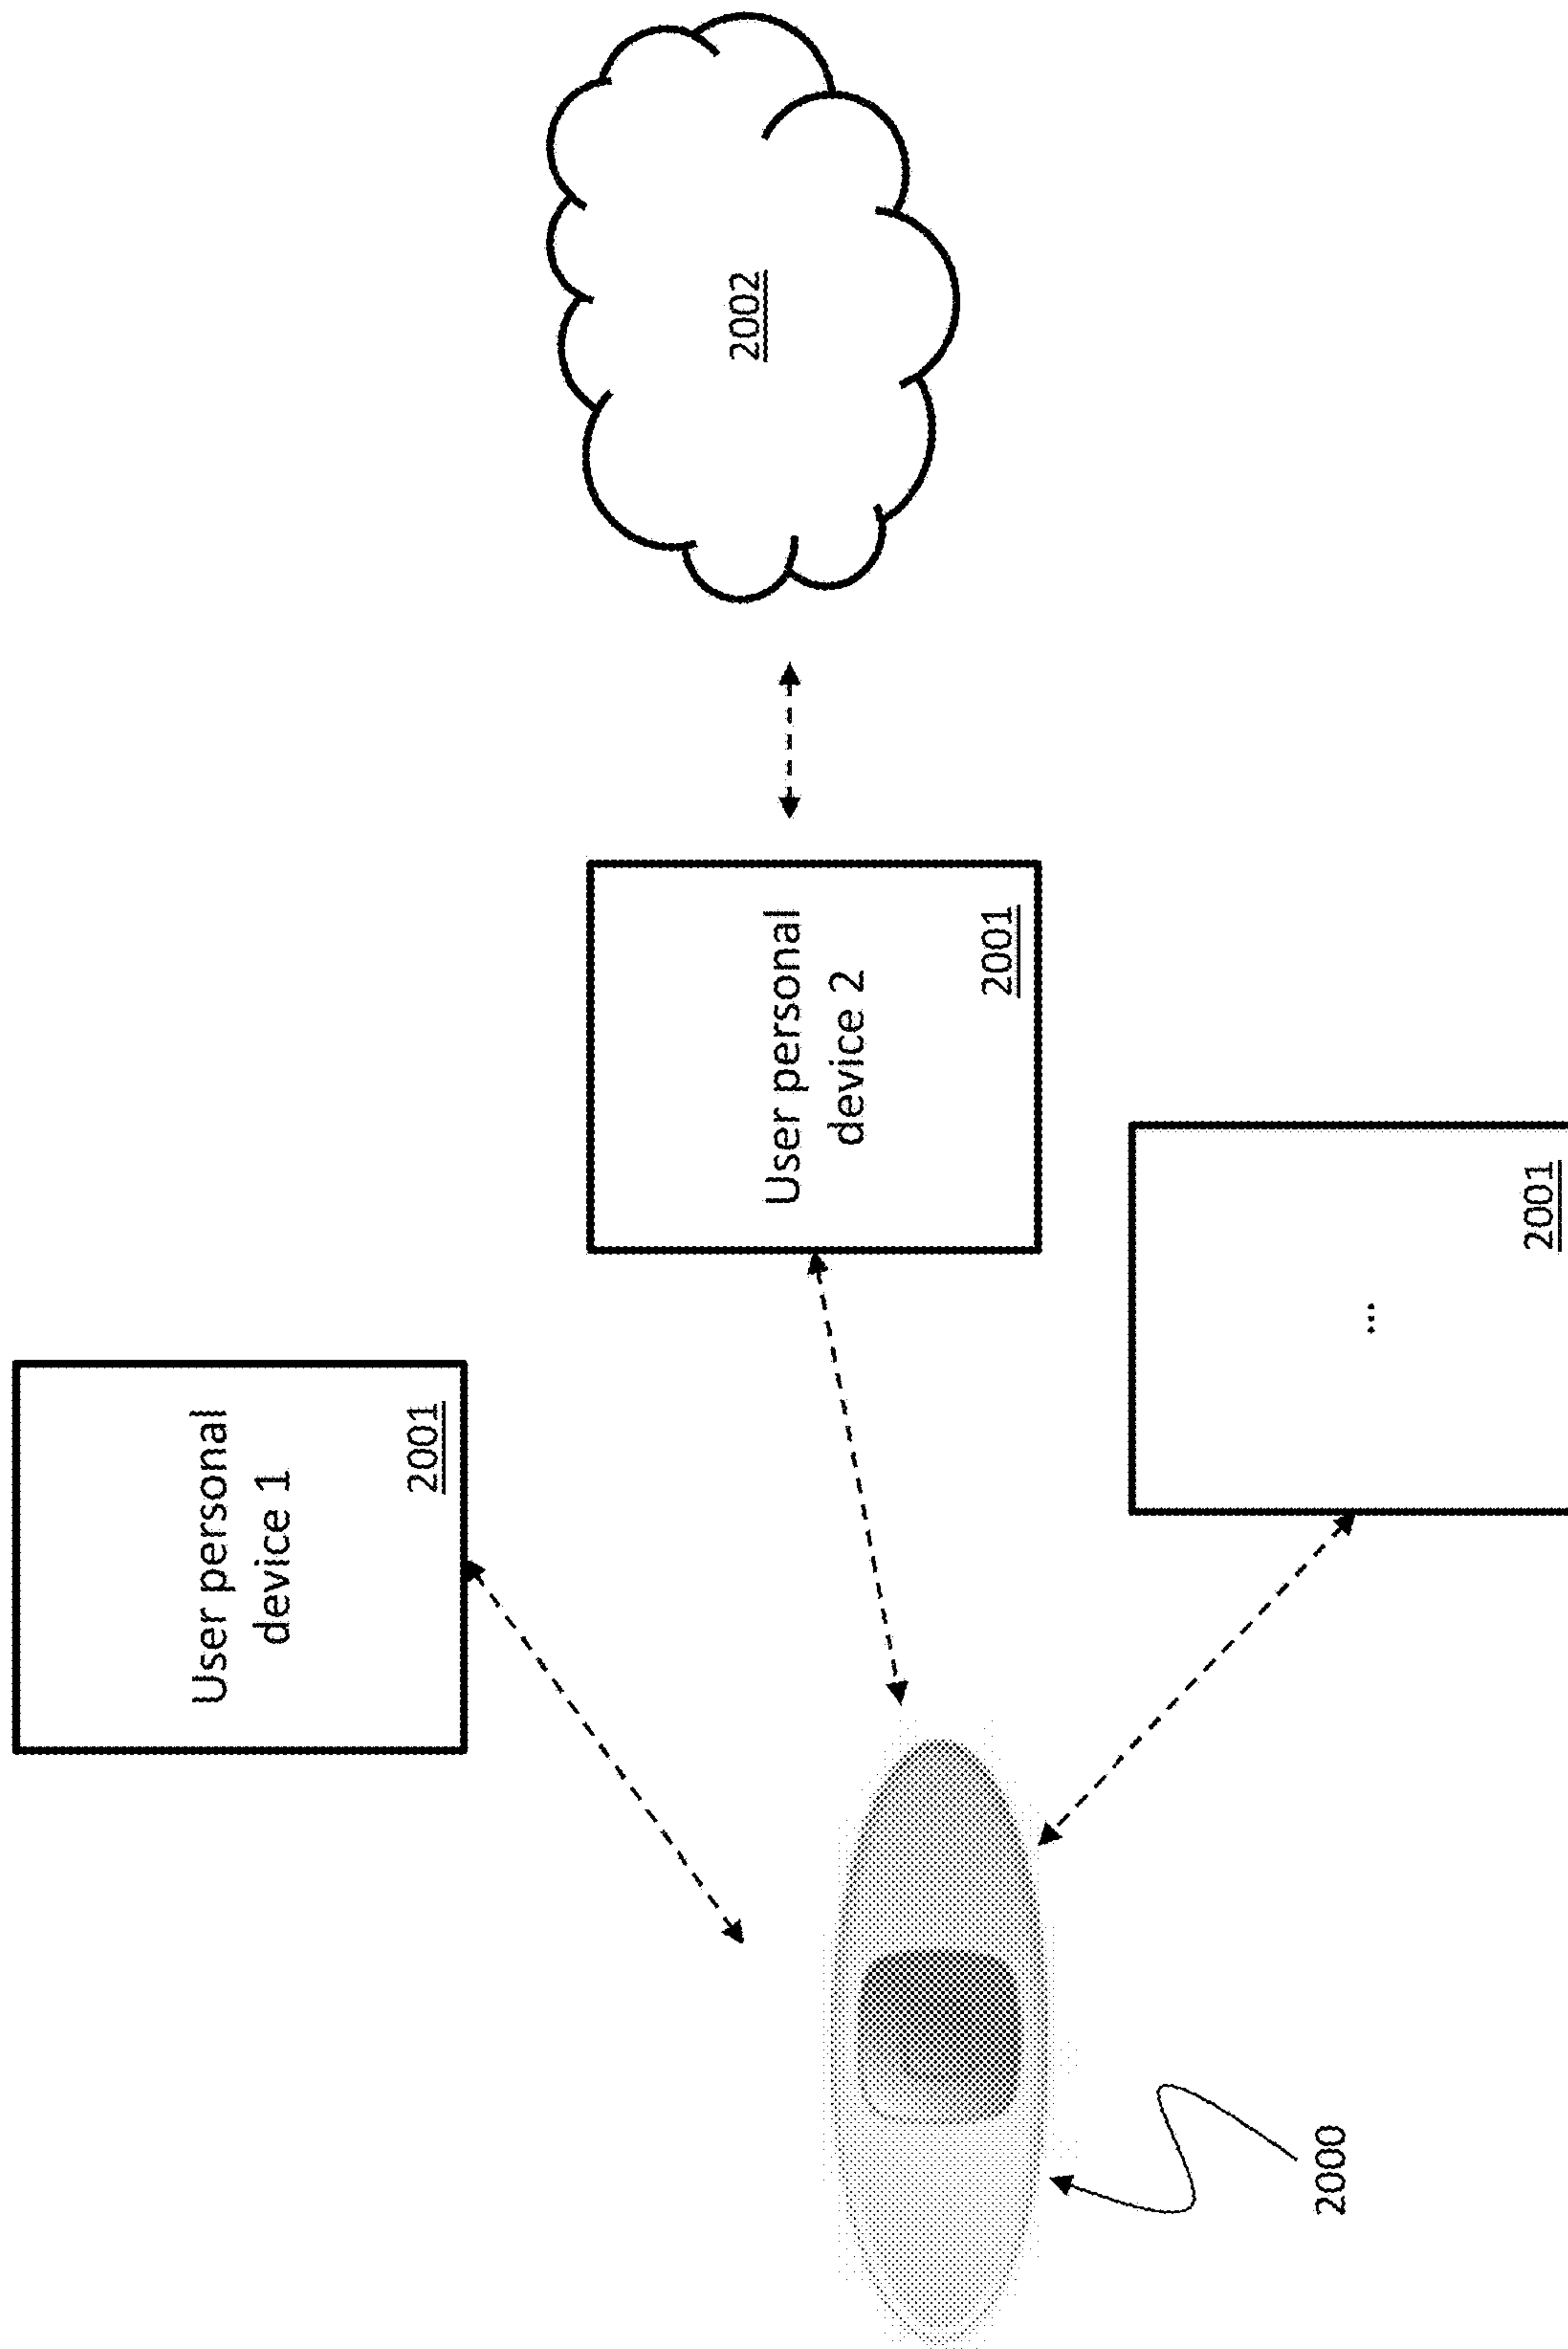 User personal
device 1
2001
User personal
device 2
2001
...
2001
2002
2000